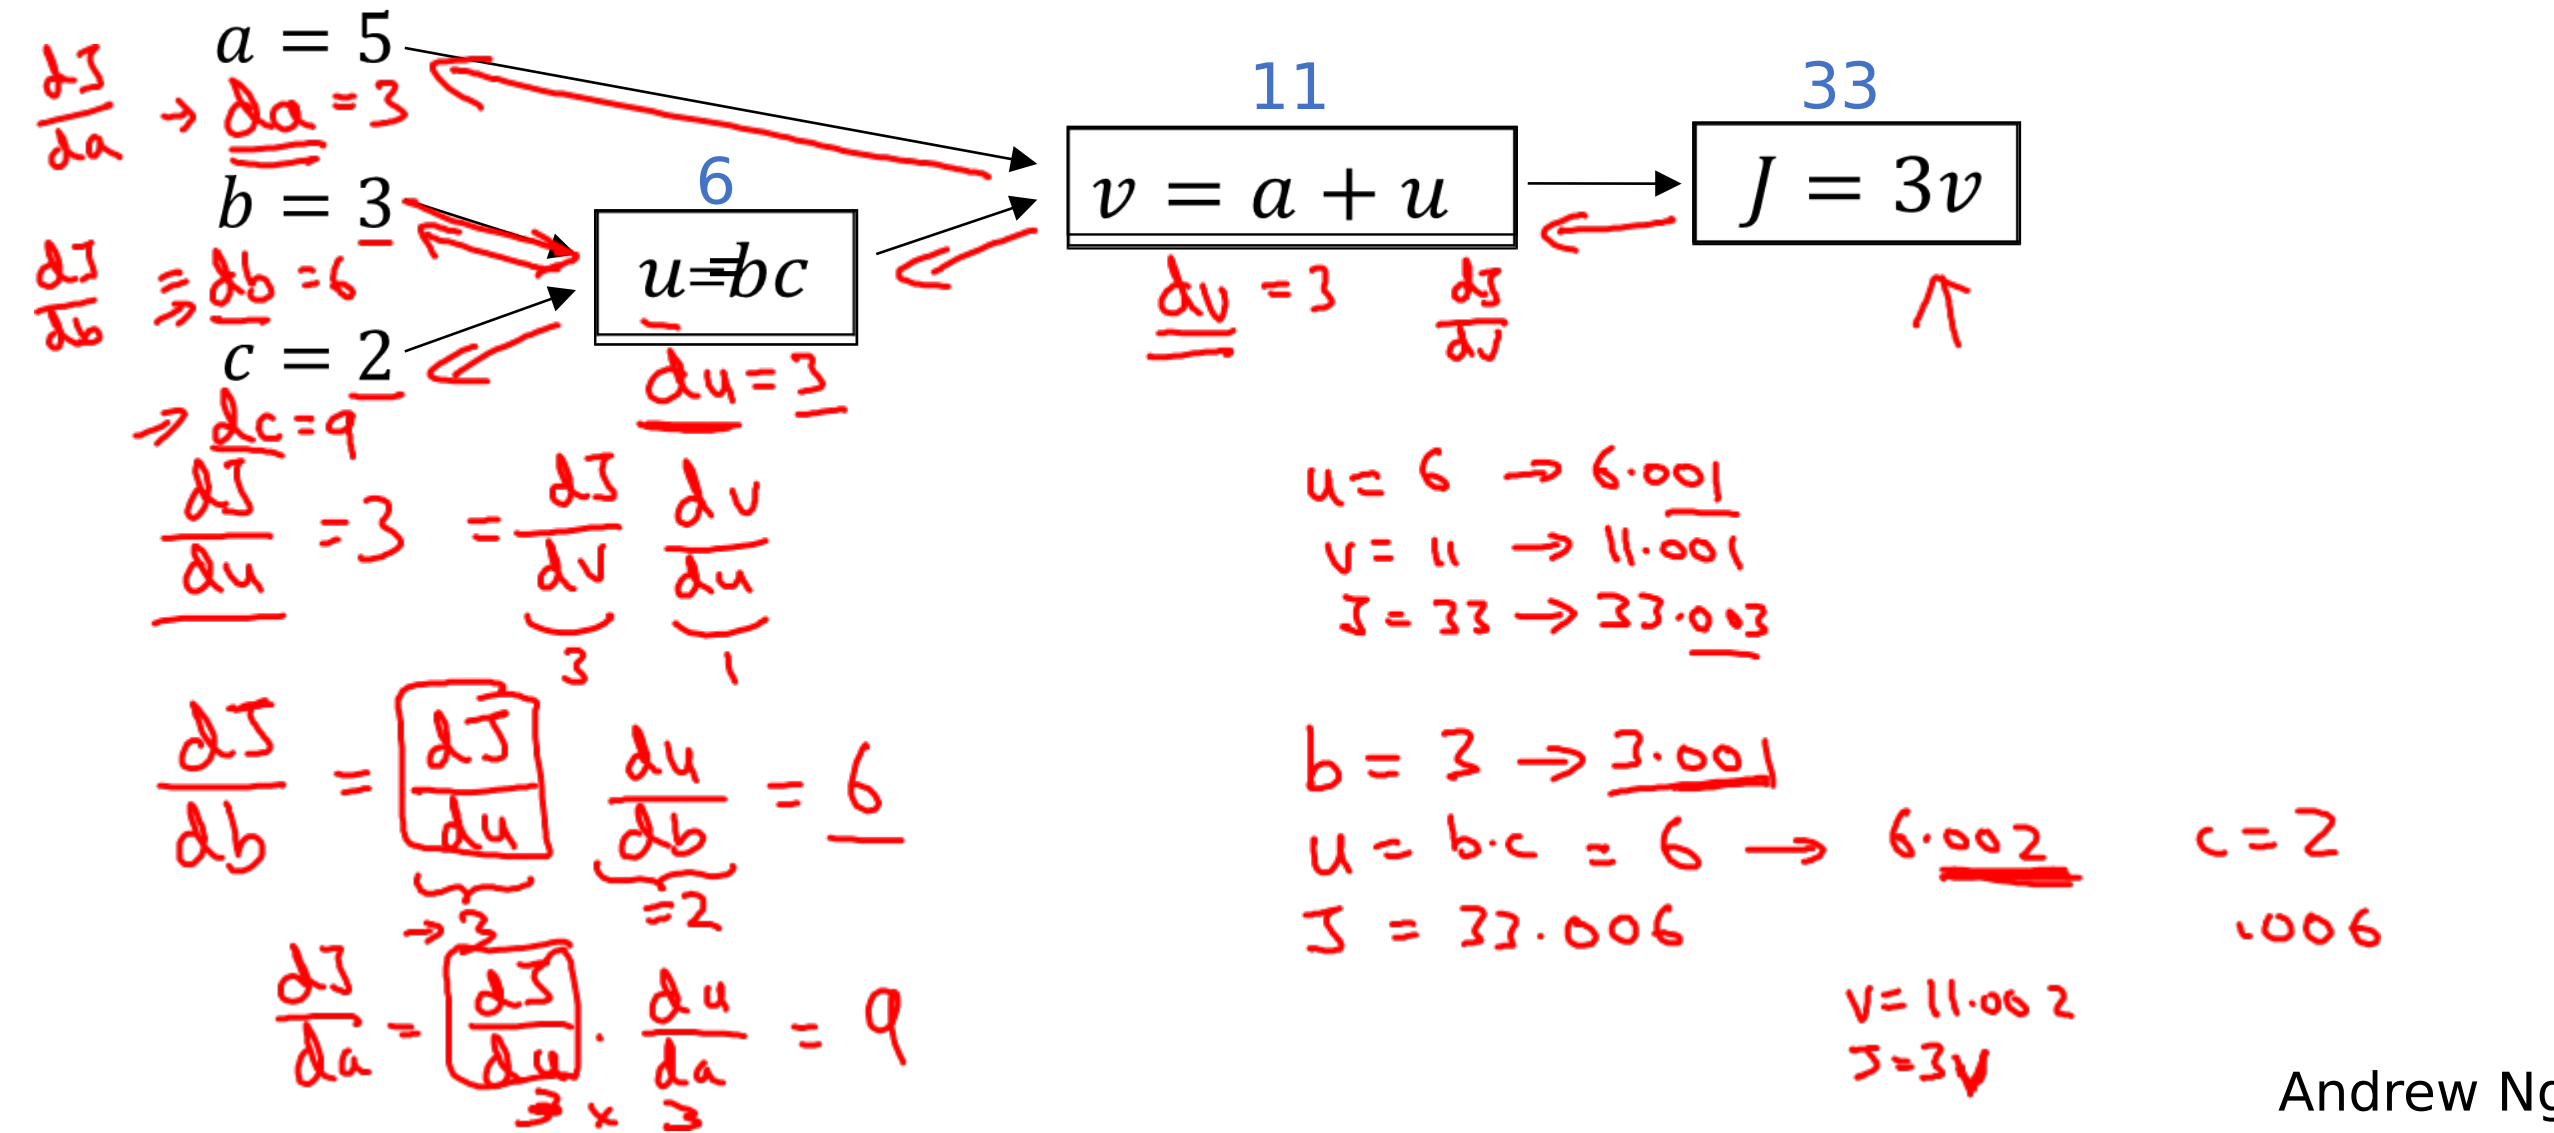 a = 5
dJ/da → da = 3
11
33
b = 3
6
v = a + u
J = 3v
dJ/db ⇒ db = 6
u = bc
dv = 3 dJ/dv
c = 2
du = 3
⇒ dc = 9
dJ/du = 3 = dJ/dv dv/du
3 1
u = 6 → 6.001
v = 11 → 11.001
J = 33 → 33.003
dJ/db = dJ/du du/db = 6
→ 3 = 2
b = 3 → 3.001
u = b·c = 6 → 6.002 c = 2
J = 33.006 .006
dJ/da = dJ/du · du/da = 9
3 × 3
v = 11.002
J = 3v
Andrew Ng